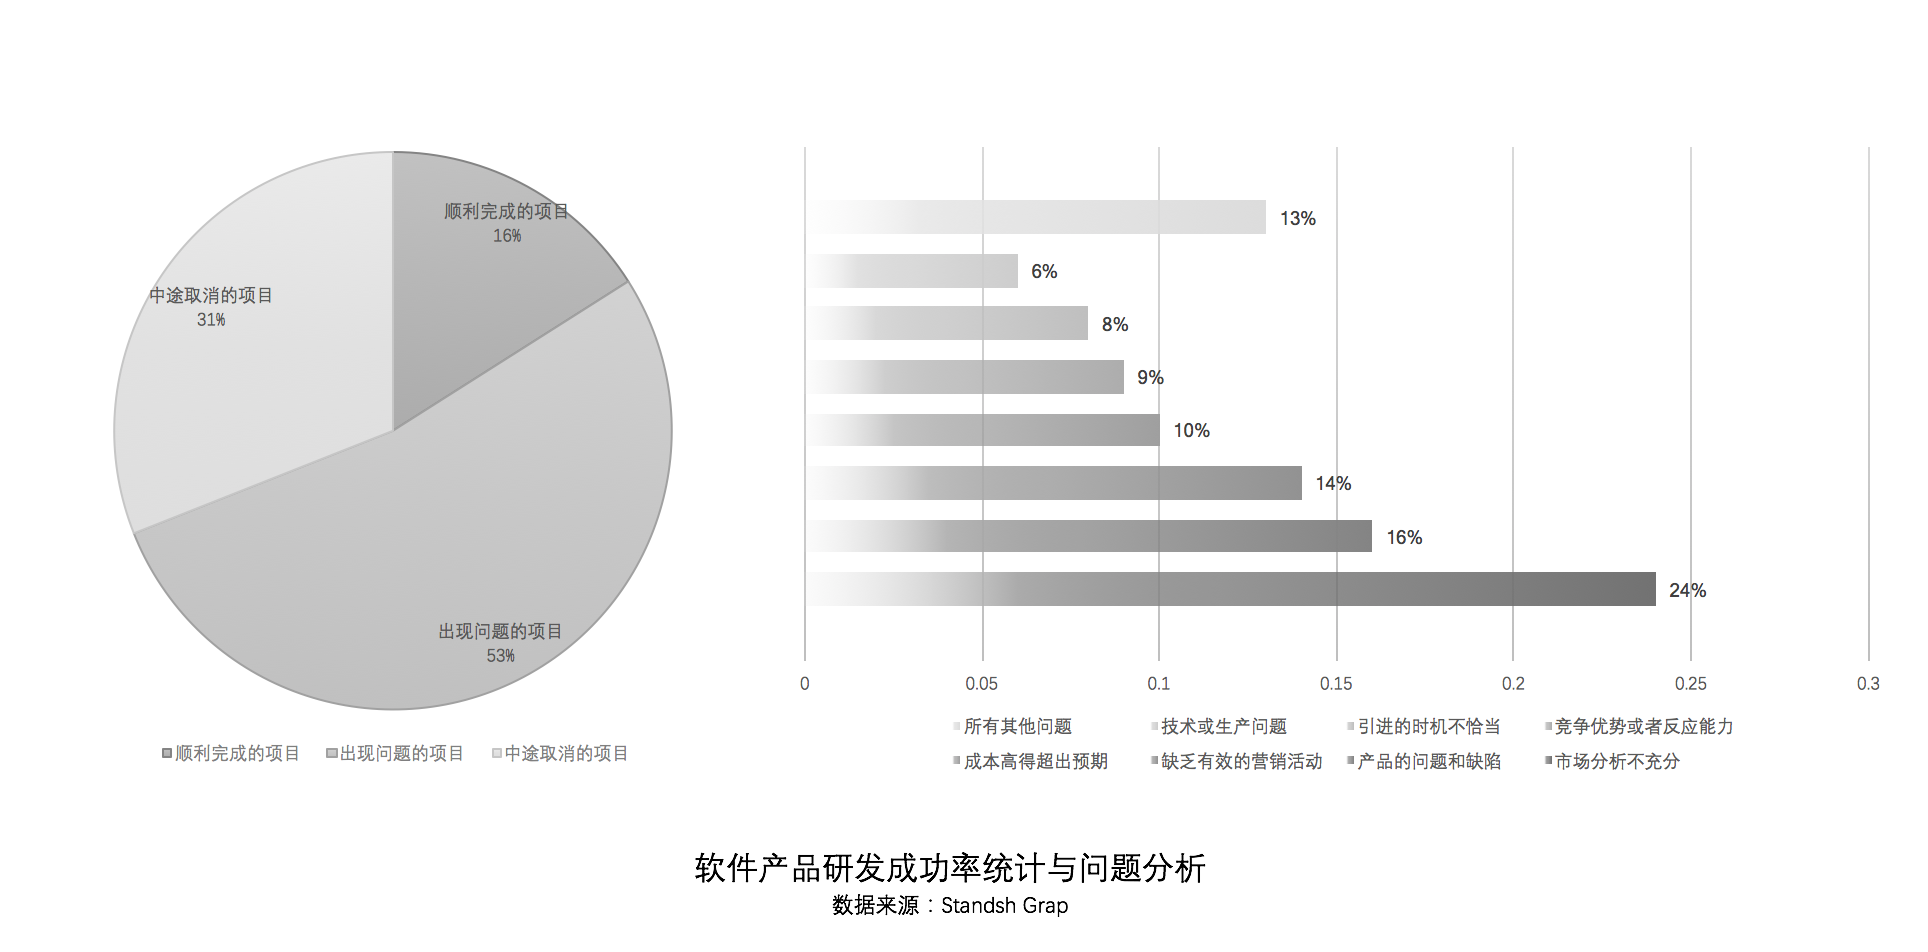 顺利完成的项目
16%
中途取消的项目
31%
出现问题的项目
53%
顺利完成的项目 出现问题的项目 中途取消的项目
13%
6%
8%
9%
10%
14%
16%
24%
0 0.05 0.1 0.15 0.2 0.25 0.3
所有其他问题 技术或生产问题 引进的时机不恰当 竞争优势或者反应能力
成本高得超出预期 缺乏有效的营销活动 产品的问题和缺陷 市场分析不充分
软件产品研发成功率统计与问题分析
数据来源：Standsh Grap